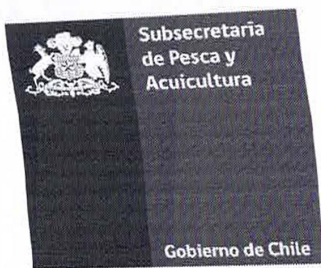 Subsecretaría
de Pesca y
Acuicultura
Gobierno de Chile